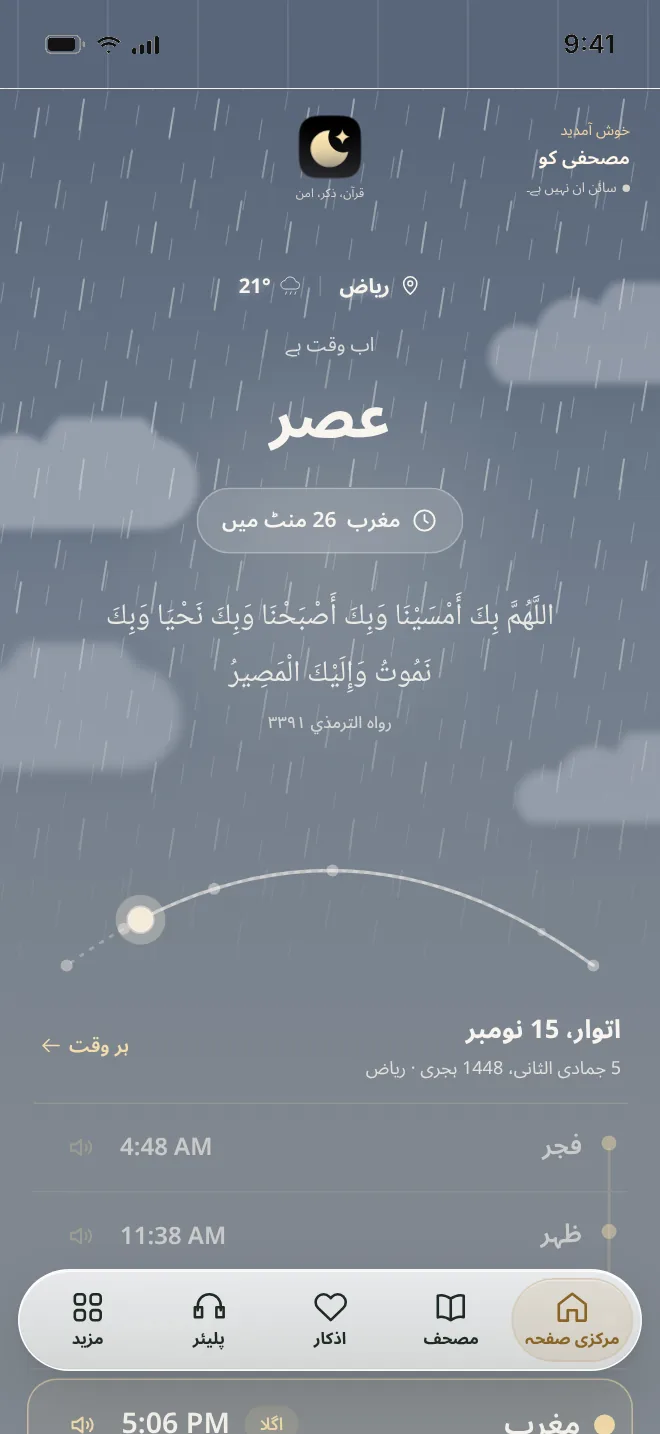 9:41
خوش آمدید
مصحفی کو
سائن ان نہیں ہے۔
قرآن، ذکر، امن
ریاض
21°
اب وقت ہے
عصر
مغرب 26 منٹ میں
اللَّهُمَّ بِكَ أَمْسَيْنَا وَبِكَ أَصْبَحْنَا وَبِكَ نَحْيَا وَبِكَ
نَمُوتُ وَإِلَيْكَ الْمَصِيرُ
رواه الترمذي ٣٣٩١
اتوار، 15 نومبر
ہر وقت ←
5 جمادی الثانی، 1448 ہجری · ریاض
فجر 4:48 AM
ظہر 11:38 AM
مرکزی صفحہ
مصحف
اذکار
پلیئر
مزید
مغرب اگلا 5:06 PM